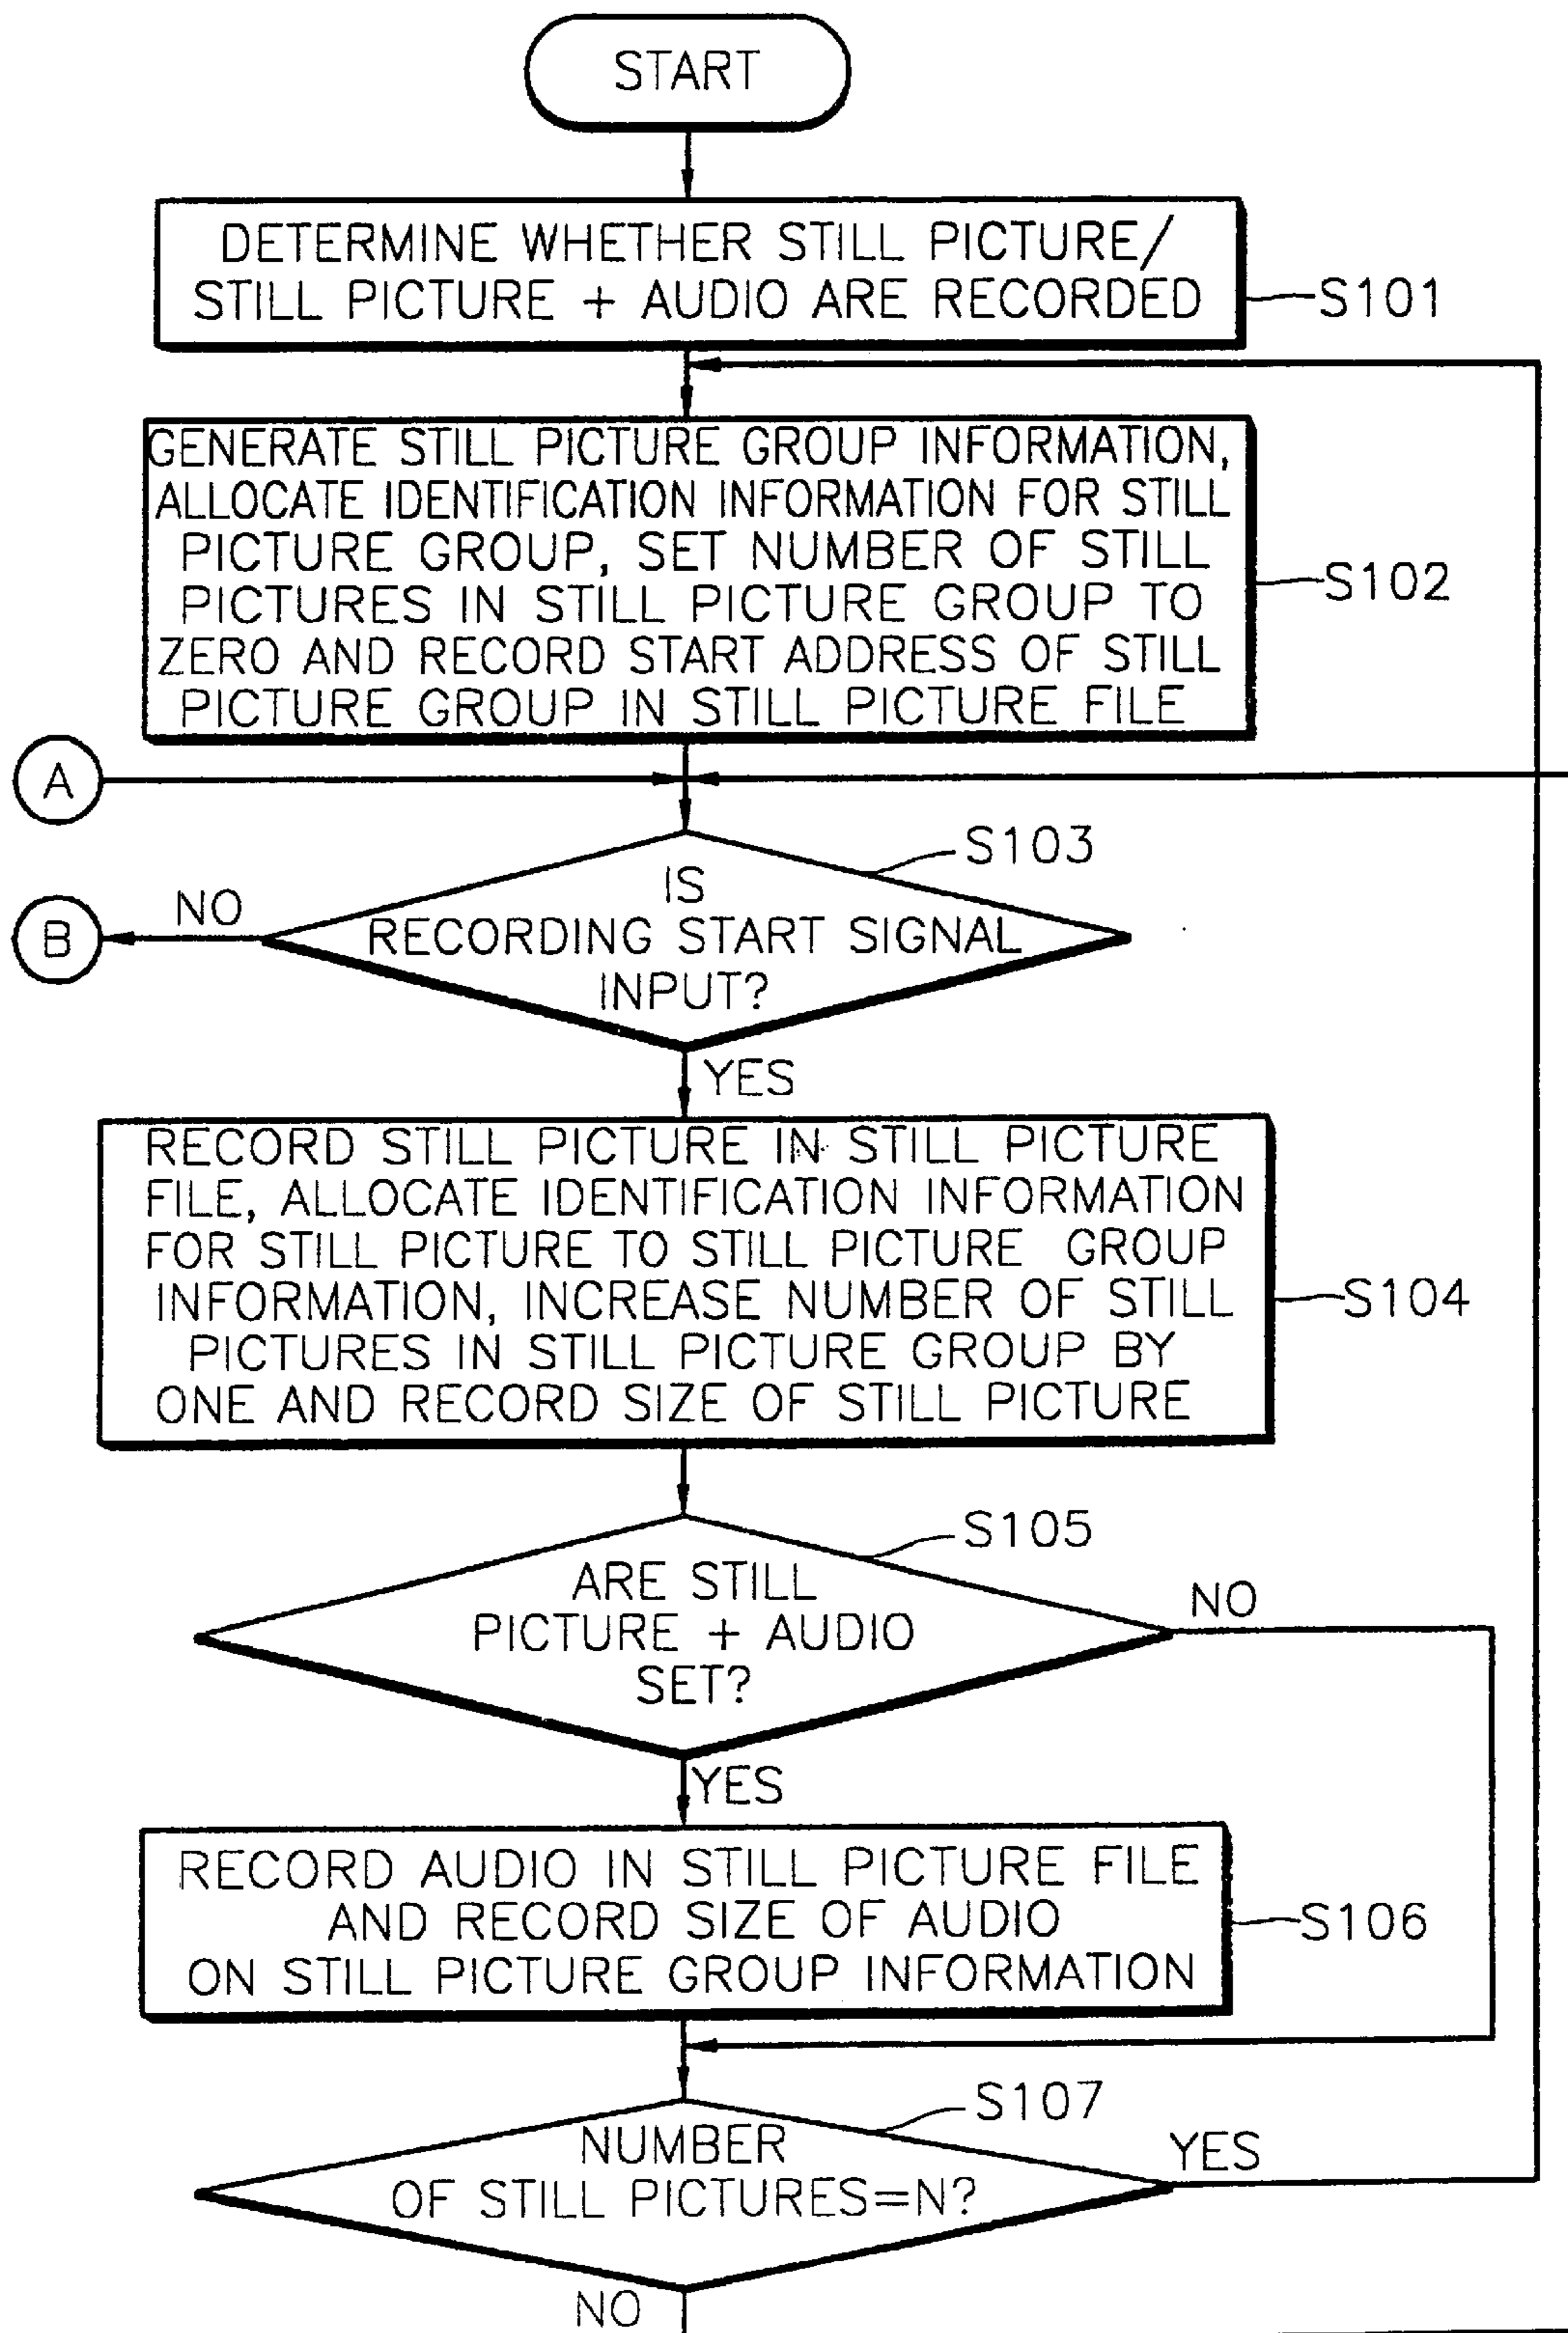 START
DETERMINE WHETHER STILL PICTURE/
STILL PICTURE + AUDIO ARE RECORDED
S101
GENERATE STILL PICTURE GROUP INFORMATION,
ALLOCATE IDENTIFICATION INFORMATION FOR STILL
PICTURE GROUP, SET NUMBER OF STILL
PICTURES IN STILL PICTURE GROUP TO
ZERO AND RECORD START ADDRESS OF STILL
PICTURE GROUP IN STILL PICTURE FILE
S102
A
S103
IS
RECORDING START SIGNAL
INPUT?
NO
B
YES
RECORD STILL PICTURE IN STILL PICTURE
FILE, ALLOCATE IDENTIFICATION INFORMATION
FOR STILL PICTURE TO STILL PICTURE GROUP
INFORMATION, INCREASE NUMBER OF STILL
PICTURES IN STILL PICTURE GROUP BY
ONE AND RECORD SIZE OF STILL PICTURE
S104
S105
ARE STILL
PICTURE + AUDIO
SET?
NO
YES
RECORD AUDIO IN STILL PICTURE FILE
AND RECORD SIZE OF AUDIO
ON STILL PICTURE GROUP INFORMATION
S106
S107
NUMBER
OF STILL PICTURES=N?
YES
NO